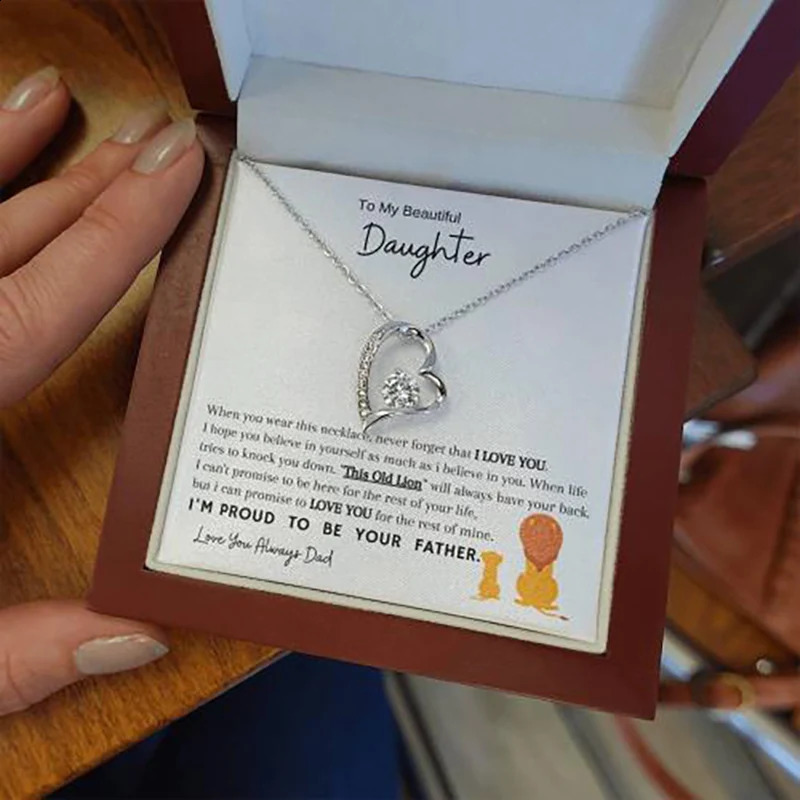 To My Beautiful
Daughter
When you wear this necklace, never forget that I LOVE YOU.
I hope you believe in yourself as much as i believe in you. When life
tries to knock you down. "This Old Lion" will always have your back.
i can't promise to be here for the rest of your life,
but i can promise to LOVE YOU for the rest of mine.
I'M PROUD TO BE YOUR FATHER.
Love You Always Dad